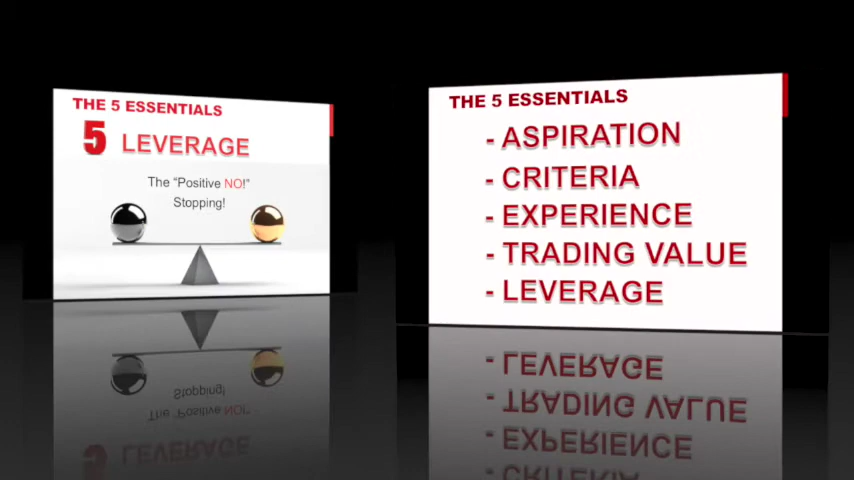 THE 5 ESSENTIALS
5 LEVERAGE
The "Positive NO!"
Stopping!
THE 5 ESSENTIALS
- ASPIRATION
- CRITERIA
- EXPERIENCE
- TRADING VALUE
- LEVERAGE